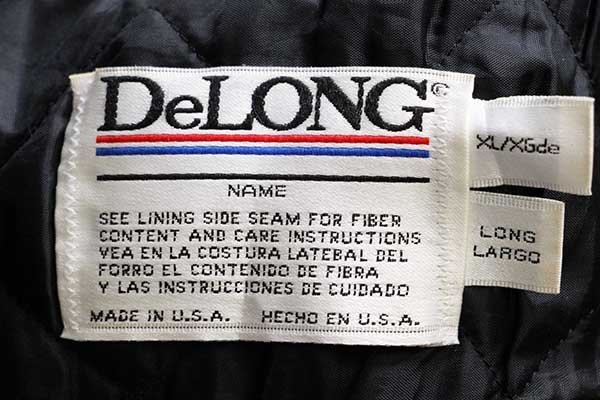 DeLONG©
NAME
SEE LINING SIDE SEAM FOR FIBER
CONTENT AND CARE INSTRUCTIONS
VEA EN LA COSTURA LATEBAL DEL
FORRO EL CONTENIDO DE FIBRA
Y LAS INSTRUCCIONES DE CUIDADO
MADE IN U.S.A. HECHO EN U.S.A.
XL/XGde
LONG
LARGO